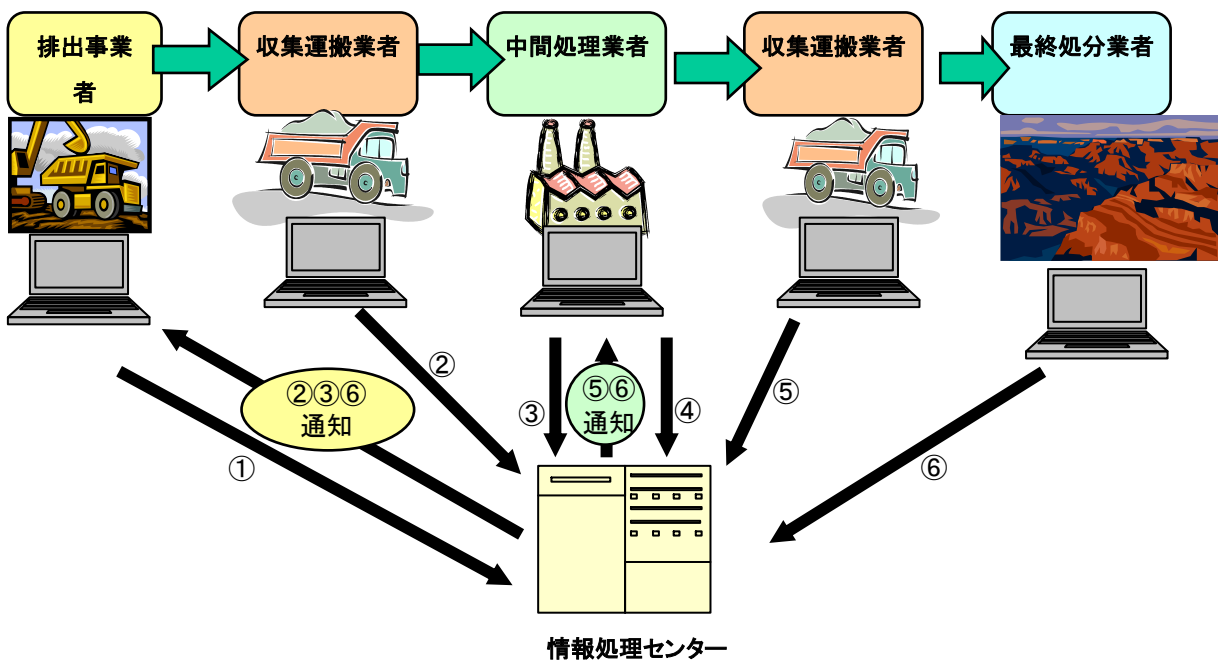 排出事業
者
収集運搬業者
中間処理業者
収集運搬業者
最終処分業者
②③⑥
通知
①
②
③
⑤⑥
通知
④
⑤
⑥
情報処理センター